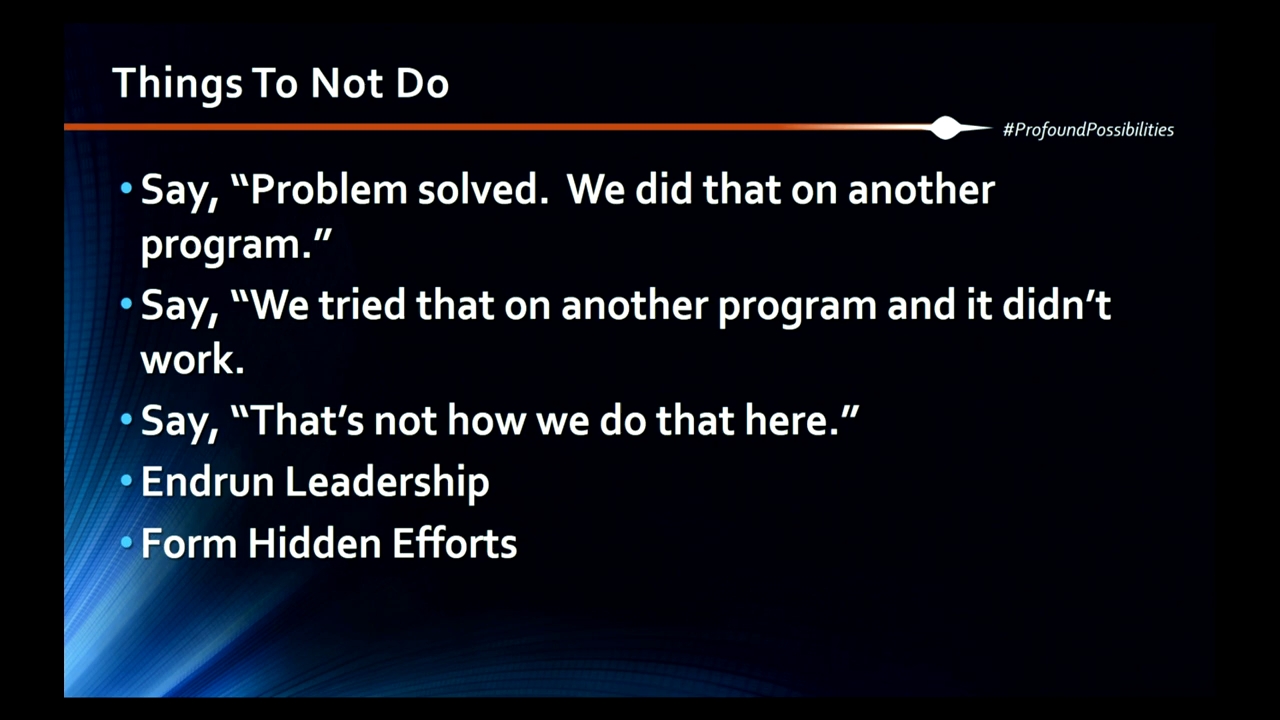 Things To Not Do
#ProfoundPossibilities
•Say, “Problem solved.  We did that on another
program.”
•Say, “We tried that on another program and it didn’t
work.
•Say, “That’s not how we do that here.”
•Endrun Leadership
•Form Hidden Efforts